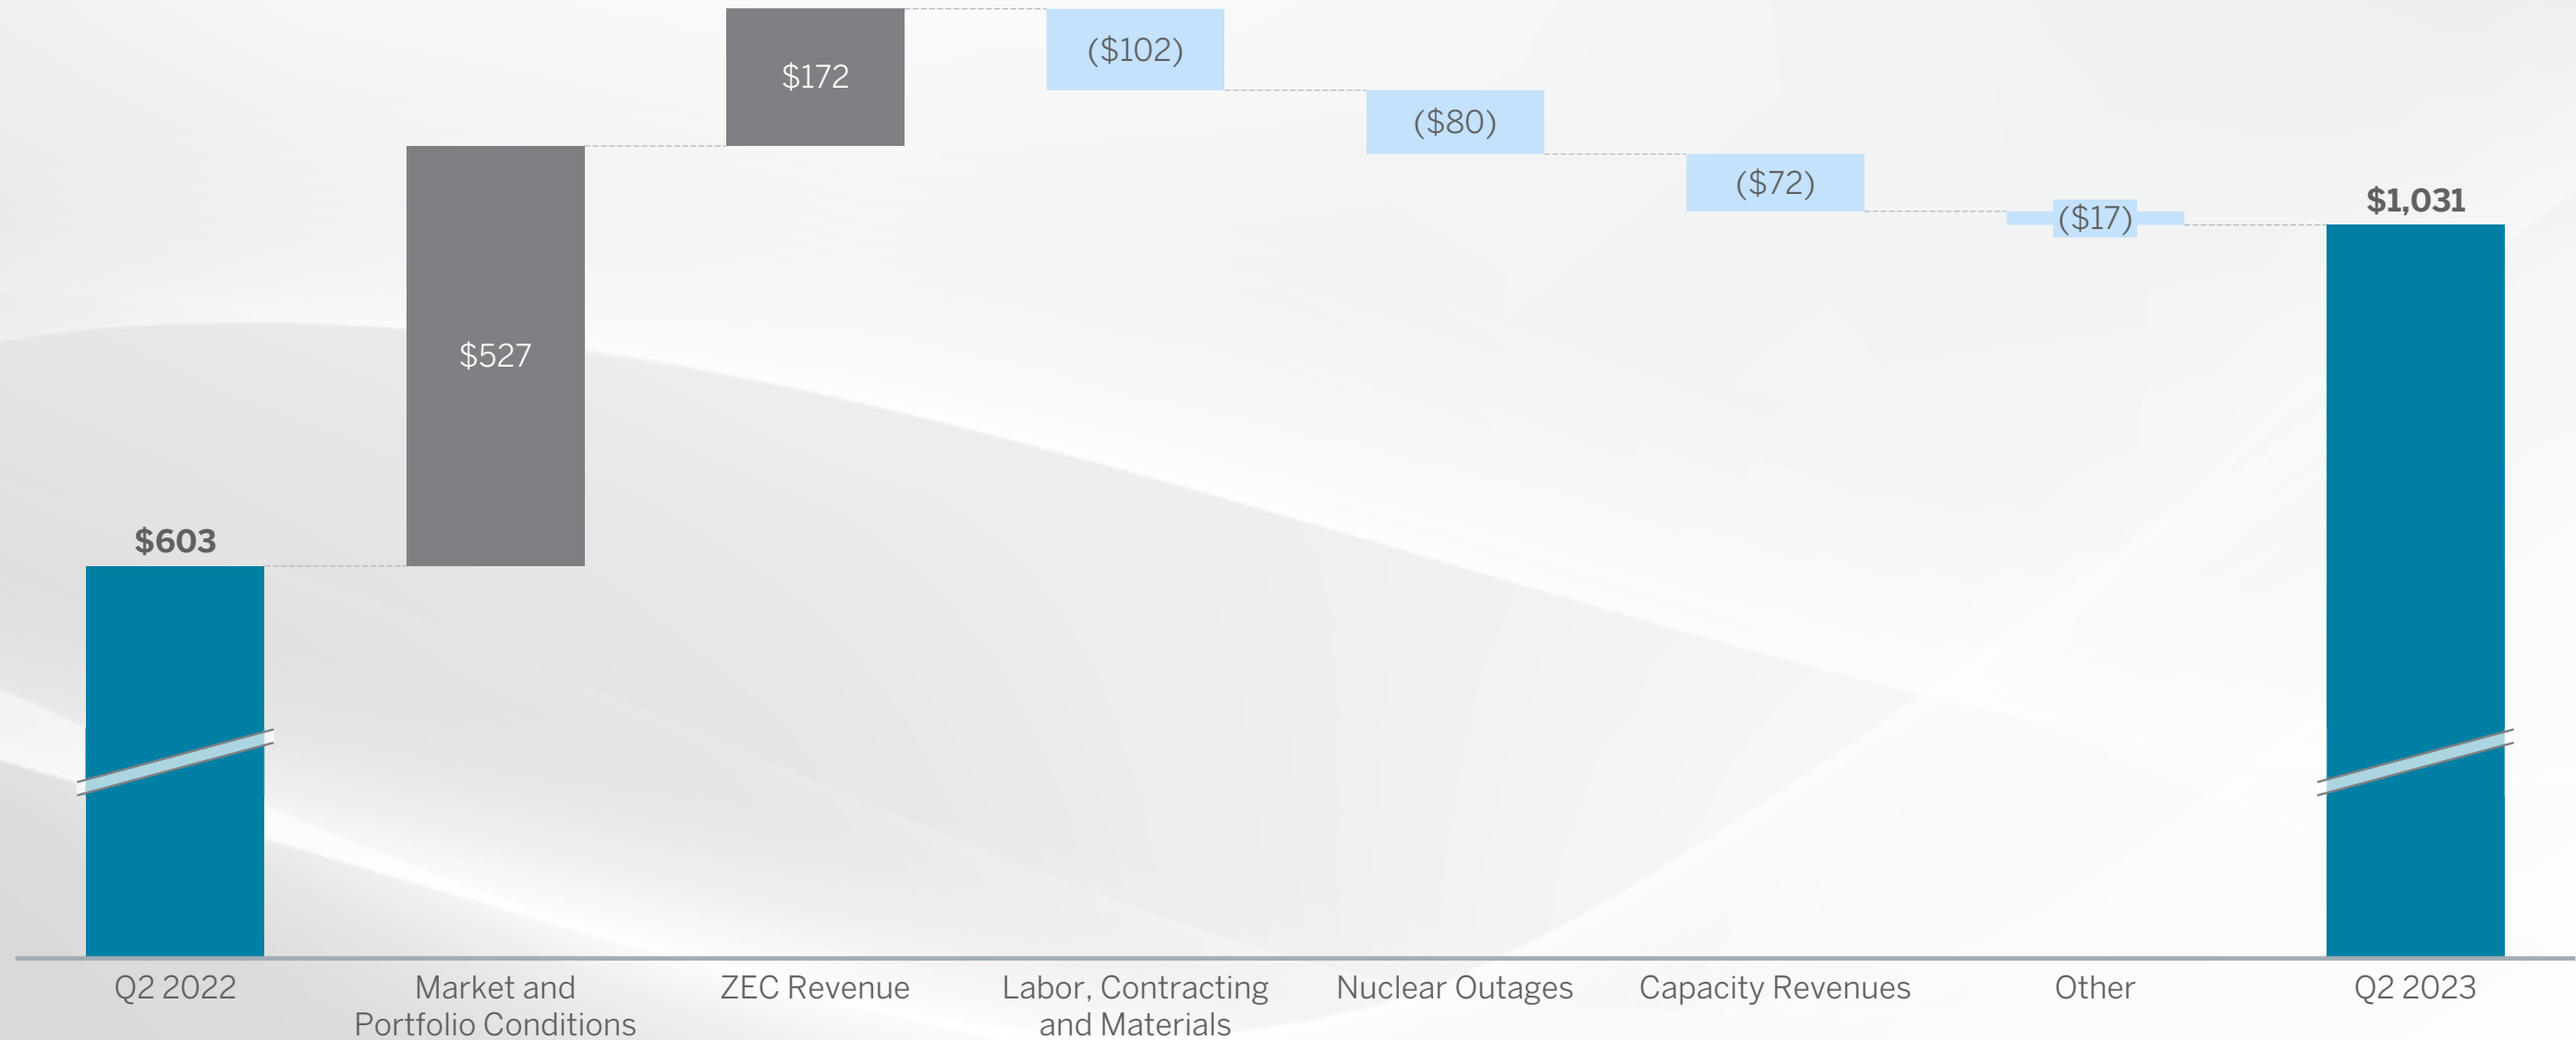 $172
($102)
($80)
($72)
($17)
$1,031
$527
$603
Q2 2022
Market and
Portfolio Conditions
ZEC Revenue
Labor, Contracting
and Materials
Nuclear Outages
Capacity Revenues
Other
Q2 2023